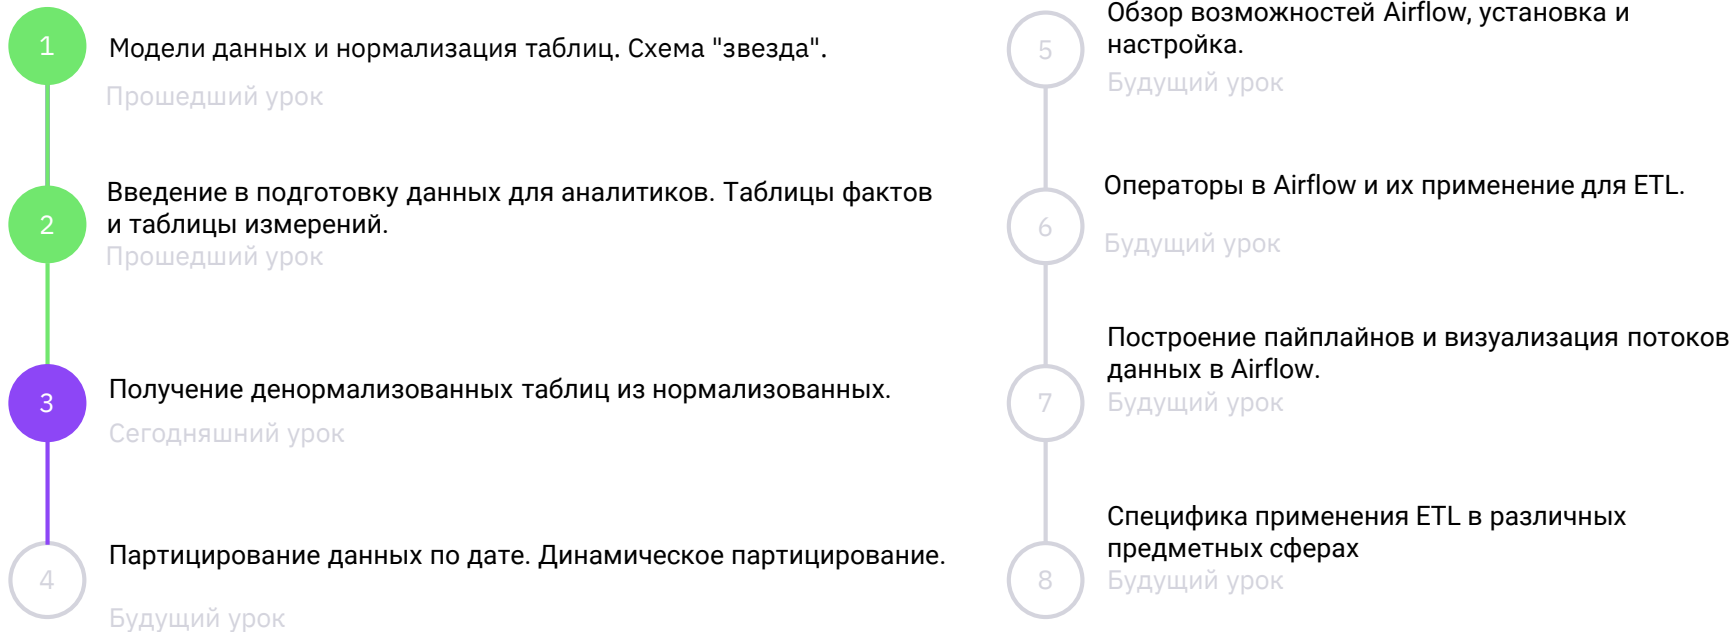 1
Модели данных и нормализация таблиц. Схема "звезда".
Прошедший урок
2
Введение в подготовку данных для аналитиков. Таблицы фактов
и таблицы измерений.
Прошедший урок
3
Получение денормализованных таблиц из нормализованных.
Сегодняшний урок
4
Партицирование данных по дате. Динамическое партицирование.
Будущий урок
5
Обзор возможностей Airflow, установка и
настройка.
Будущий урок
6
Операторы в Airflow и их применение для ETL.
Будущий урок
7
Построение пайплайнов и визуализация потоков
данных в Airflow.
Будущий урок
8
Специфика применения ETL в различных
предметных сферах
Будущий урок